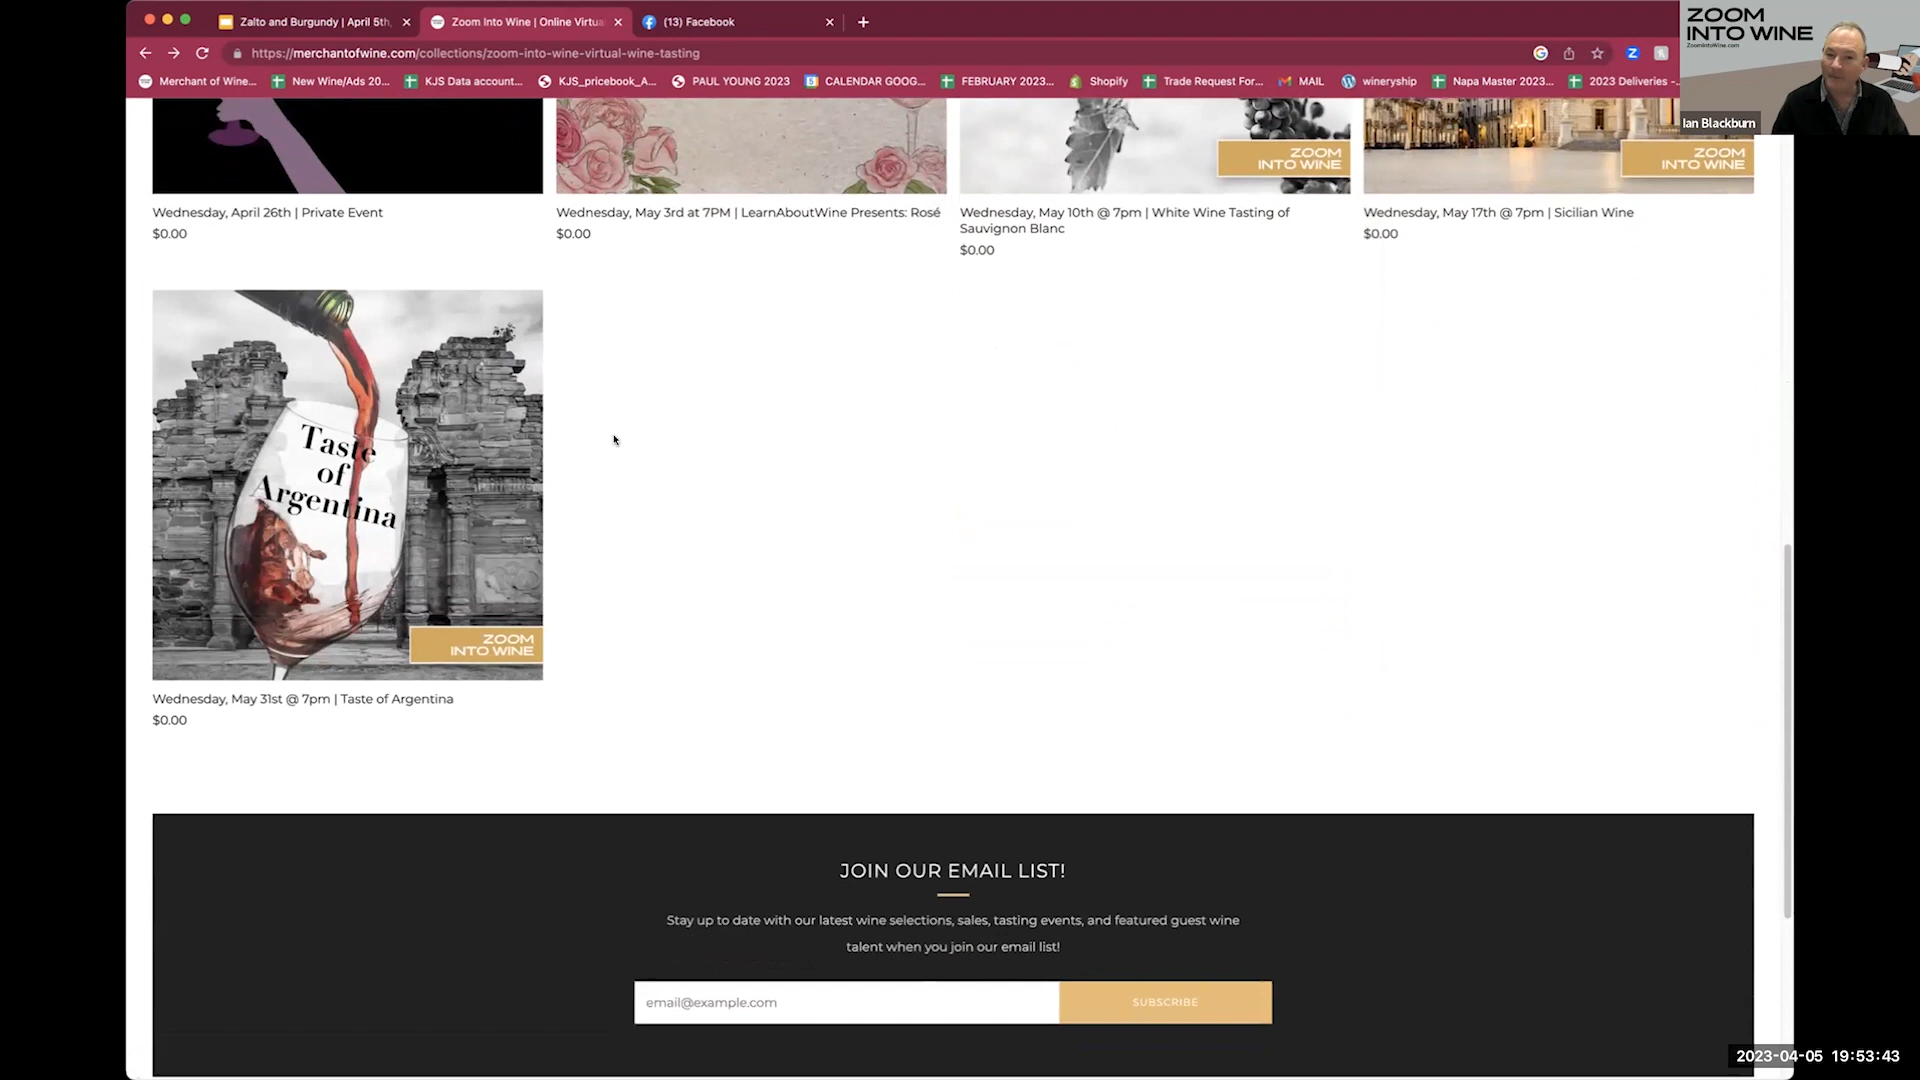 Zalto and Burgundy | April 5th,
Zoom Into Wine | Online Virtua
(13) Facebook
https://merchantofwine.com/collections/zoom-into-wine-virtual-wine-tasting
Merchant of Wine...
New Wine/Ads 20...
KJS Data account...
KJS_pricebook_A...
PAUL YOUNG 2023
CALENDAR GOOG...
FEBRUARY 2023...
Shopify
Trade Request For...
MAIL
wineryship
Napa Master 2023...
2023 Deliveries -...
ZOOM
INTO WINE
ZoomIntoWine.com
Ian Blackburn
ZOOM
INTO WINE
ZOOM
INTO WINE
Wednesday, April 26th | Private Event
$0.00
Wednesday, May 3rd at 7PM | LearnAboutWine Presents: Rosé
$0.00
Wednesday, May 10th @ 7pm | White Wine Tasting of
Sauvignon Blanc
$0.00
Wednesday, May 17th @ 7pm | Sicilian Wine
$0.00
Taste
of
Argentina
ZOOM
INTO WINE
Wednesday, May 31st @ 7pm | Taste of Argentina
$0.00
JOIN OUR EMAIL LIST!
Stay up to date with our latest wine selections, sales, tasting events, and featured guest wine
talent when you join our email list!
email@example.com
SUBSCRIBE
2023-04-05 19:53:43